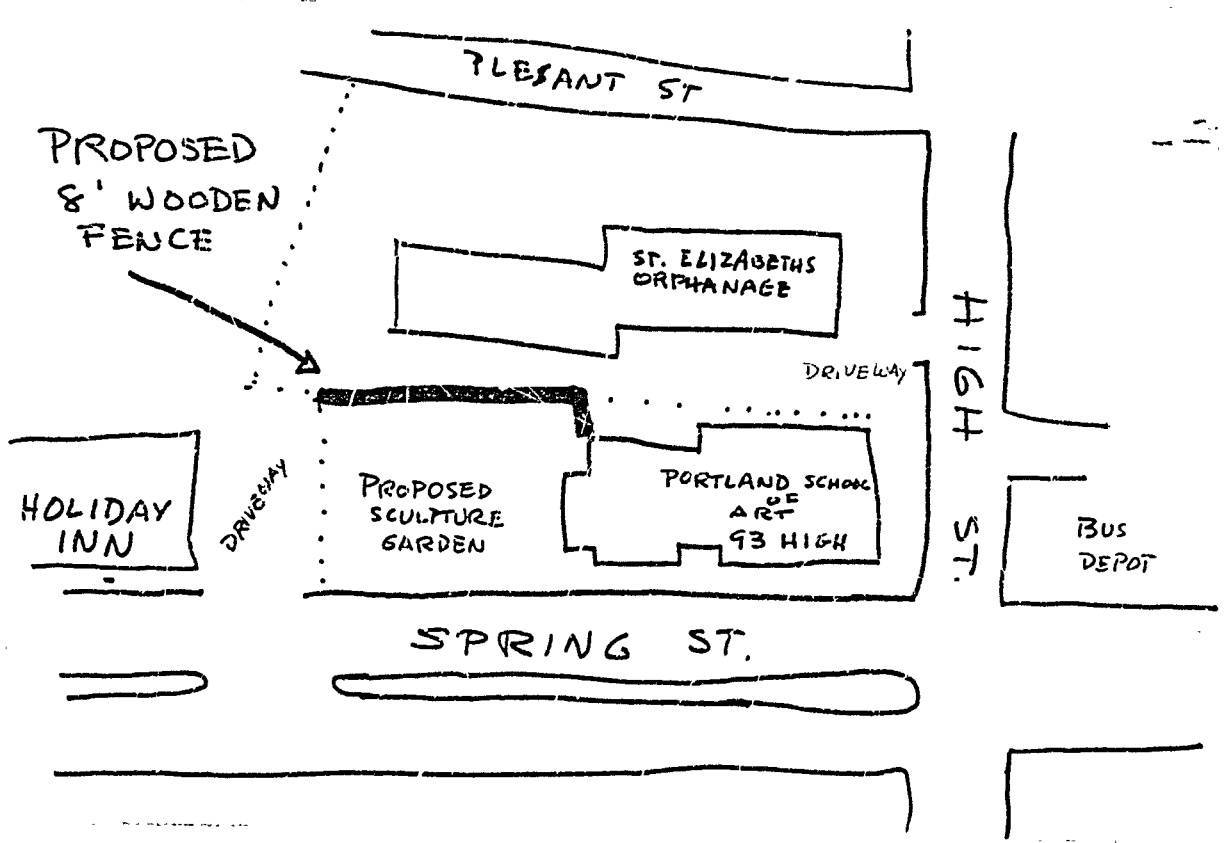 PLESANT ST
PROPOSED
8' WOODEN
FENCE
ST. ELIZABETHS
ORPHANAGE
HIGH ST.
DRIVEWAY
HOLIDAY
INN
DRIVEWAY
PROPOSED
SCULPTURE
GARDEN
PORTLAND SCHOOL
OF
ART
93 HIGH
BUS
DEPOT
SPRING ST.